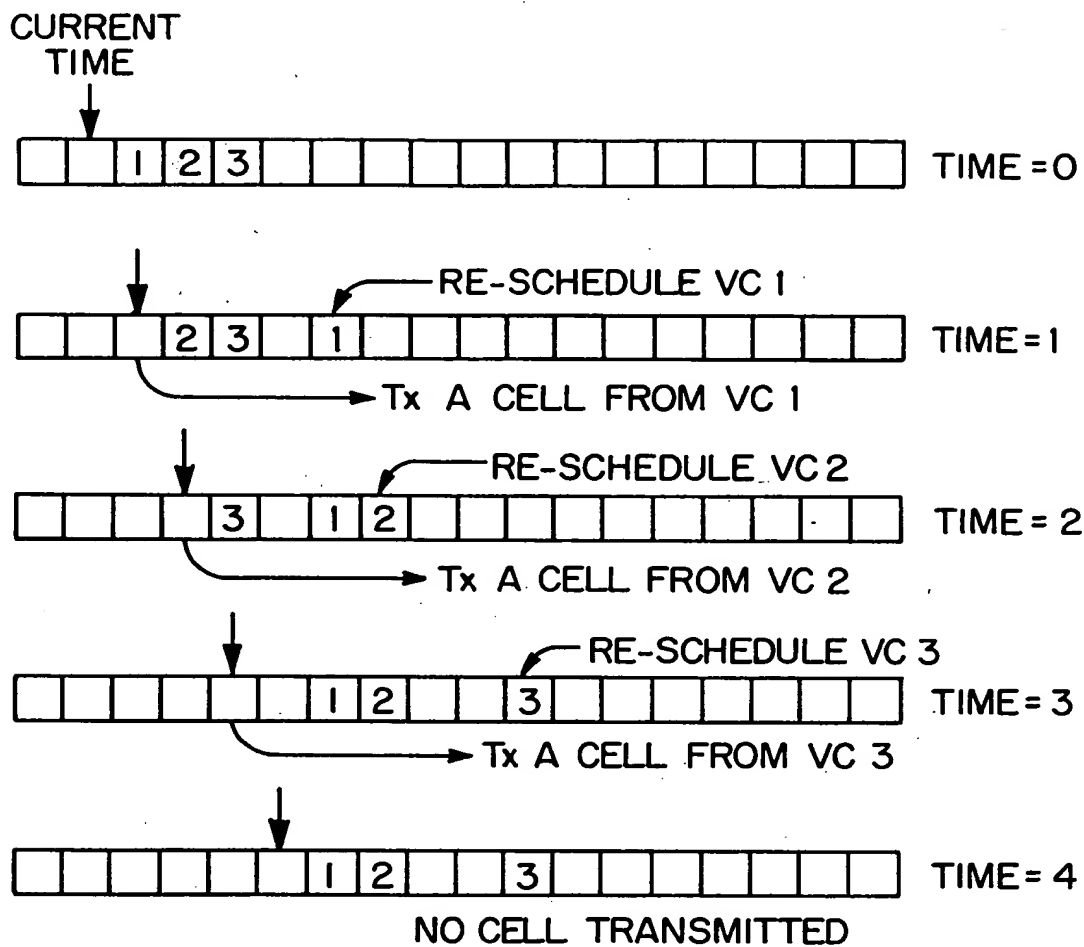 CURRENT
TIME
1 2 3 TIME=0
RE-SCHEDULE VC 1
2 3 1 TIME=1
Tx A CELL FROM VC 1
RE-SCHEDULE VC 2
3 1 2 TIME=2
Tx A CELL FROM VC 2
RE-SCHEDULE VC 3
1 2 3 TIME=3
Tx A CELL FROM VC 3
1 2 3 TIME=4
NO CELL TRANSMITTED